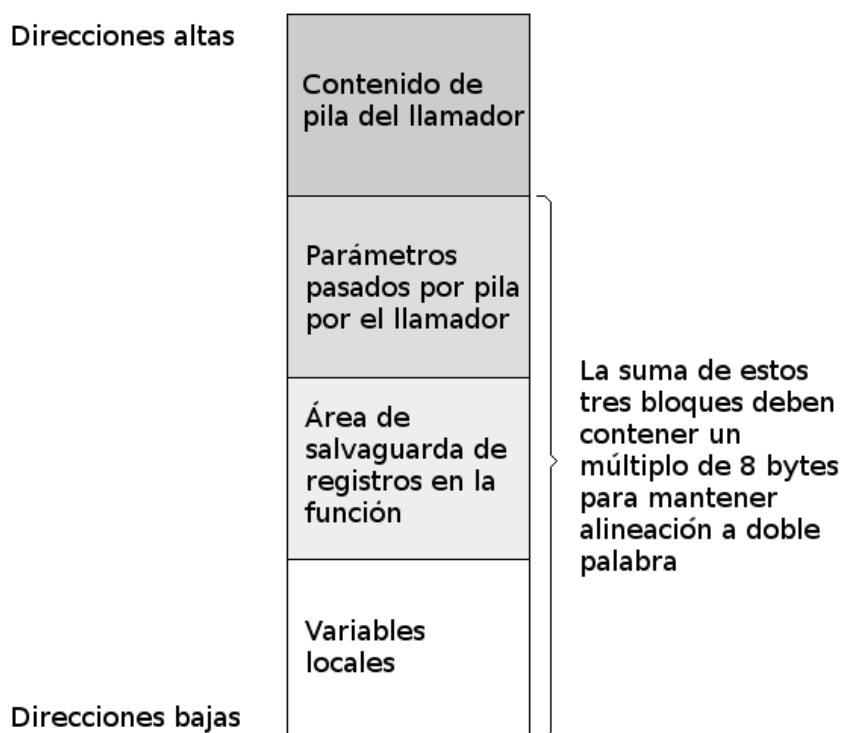 Direcciones altas
Contenido de
pila del llamador
Parámetros
pasados por pila
por el llamador
Área de
salvaguarda de
registros en la
función
La suma de estos
tres bloques deben
contener un
múltiplo de 8 bytes
para mantener
alineación a doble
palabra
Variables
locales
Direcciones bajas